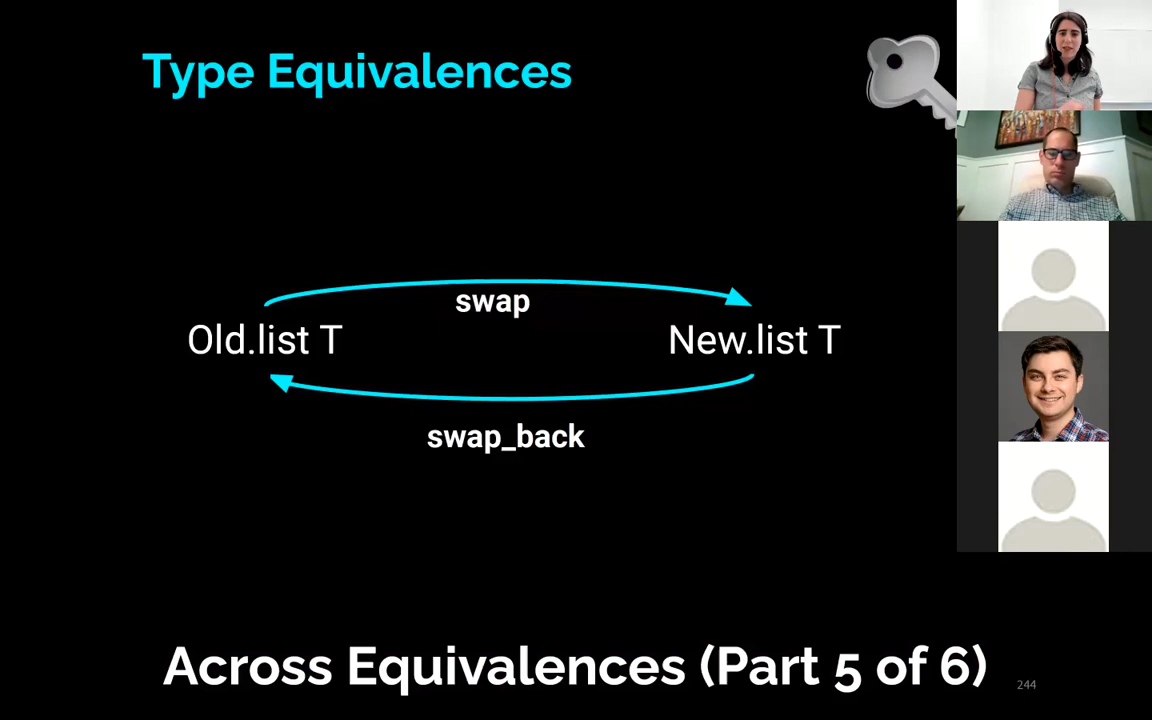 Type Equivalences
swap
Old.list T
New.list T
swap_back
Across Equivalences (Part 5 of 6)
244